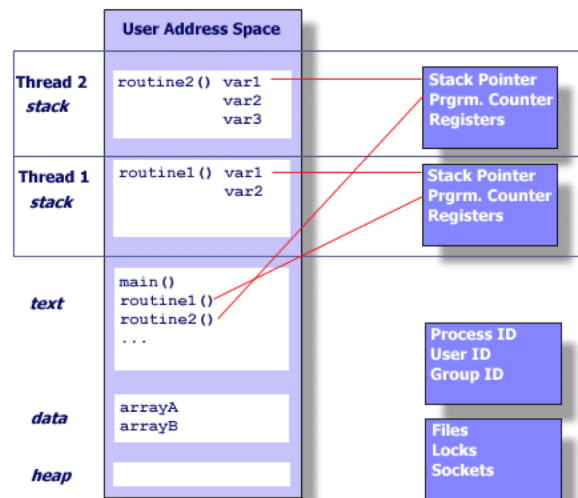 User Address Space
Thread 2
stack
routine2() var1
var2
var3
Stack Pointer
Prgrm. Counter
Registers
Thread 1
stack
routine1() var1
var2
Stack Pointer
Prgrm. Counter
Registers
text
main()
routine1()
routine2()
...
Process ID
User ID
Group ID
data
arrayA
arrayB
Files
Locks
Sockets
heap